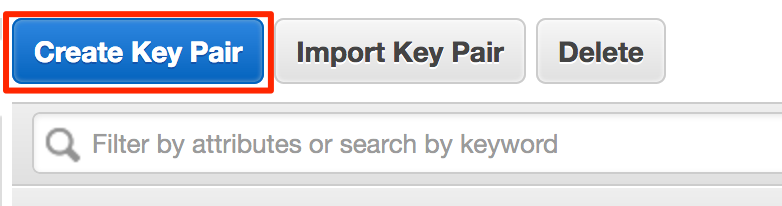 Create Key Pair Import Key Pair Delete
Filter by attributes or search by keyword